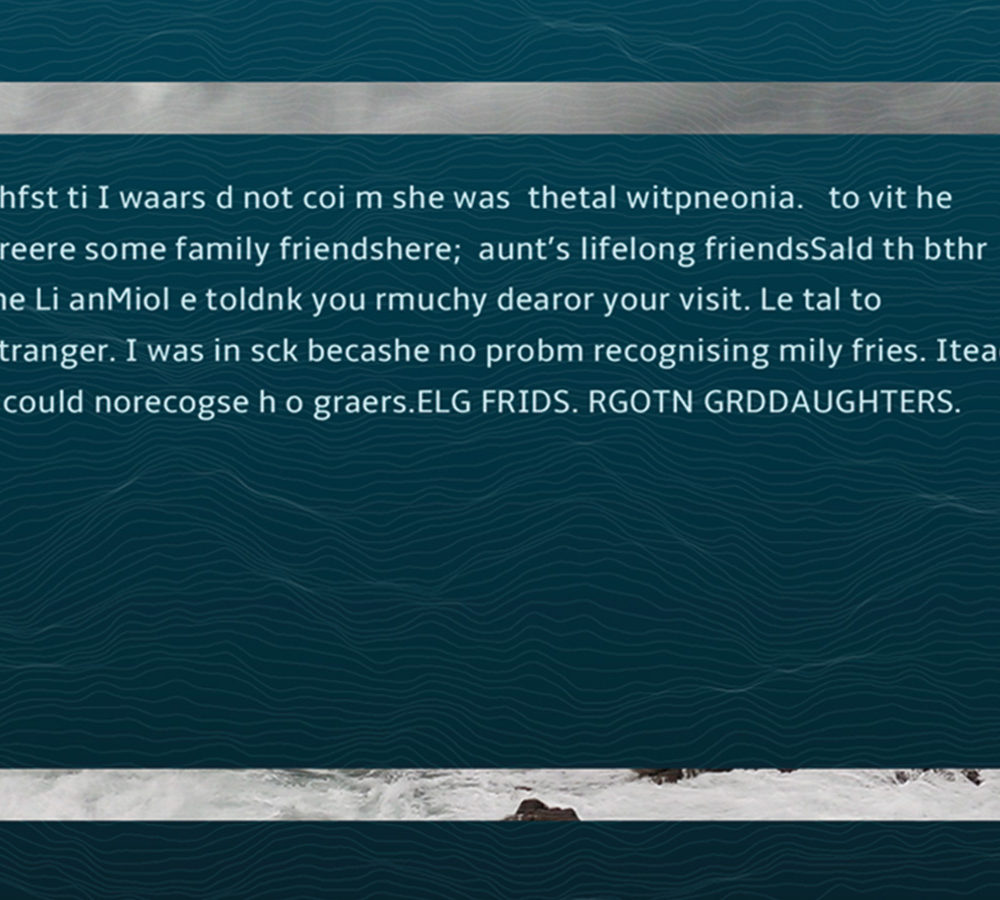 hfst ti I waars d not coi m she was thetal witpneonia. to vit he
reere some family friendshere; aunt’s lifelong friendsSald th bthr
ne Li anMiol e toldnk you rmuchy dearor your visit. Le tal to
tranger. I was in sck becashe no probm recognising mily fries. Itea
could norecogse h o graers.ELG FRIDS. RGOTN GRDDAUGHTERS.